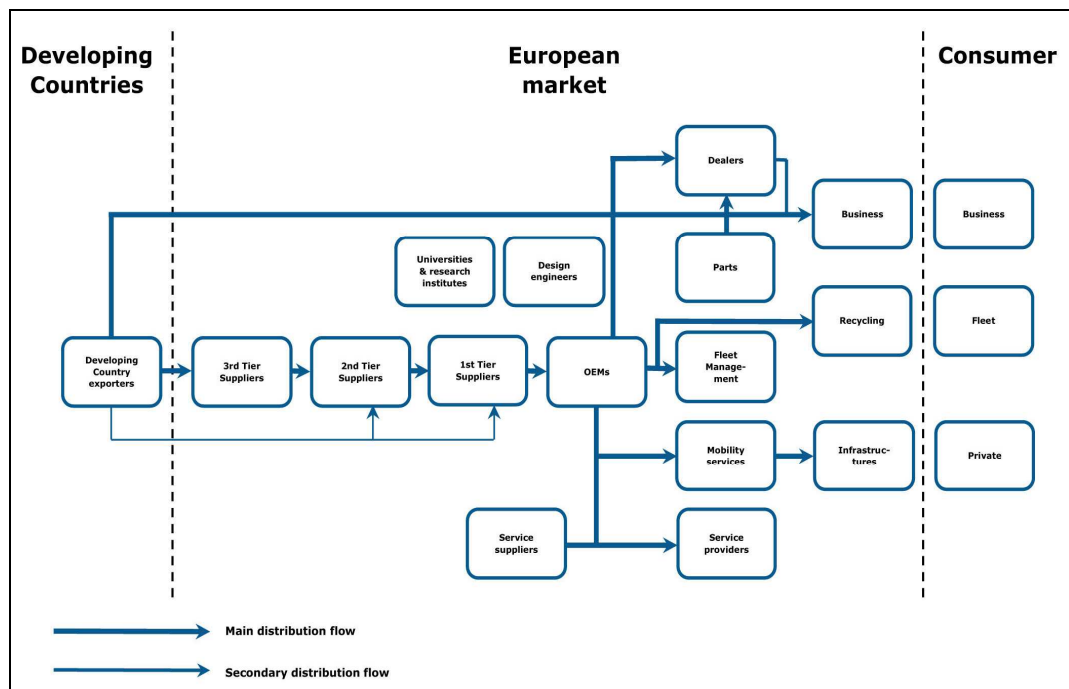 Developing
Countries
European
market
Consumer
Dealers
Business
Business
Universities
& research
institutes
Design
engineers
Parts
Recycling
Fleet
Developing
Country
exporters
3rd Tier
Suppliers
2nd Tier
Suppliers
1st Tier
Suppliers
OEMs
Fleet
Manage-
ment
Mobility
services
Infrastruc-
tures
Private
Service
suppliers
Service
providers
Main distribution flow
Secondary distribution flow